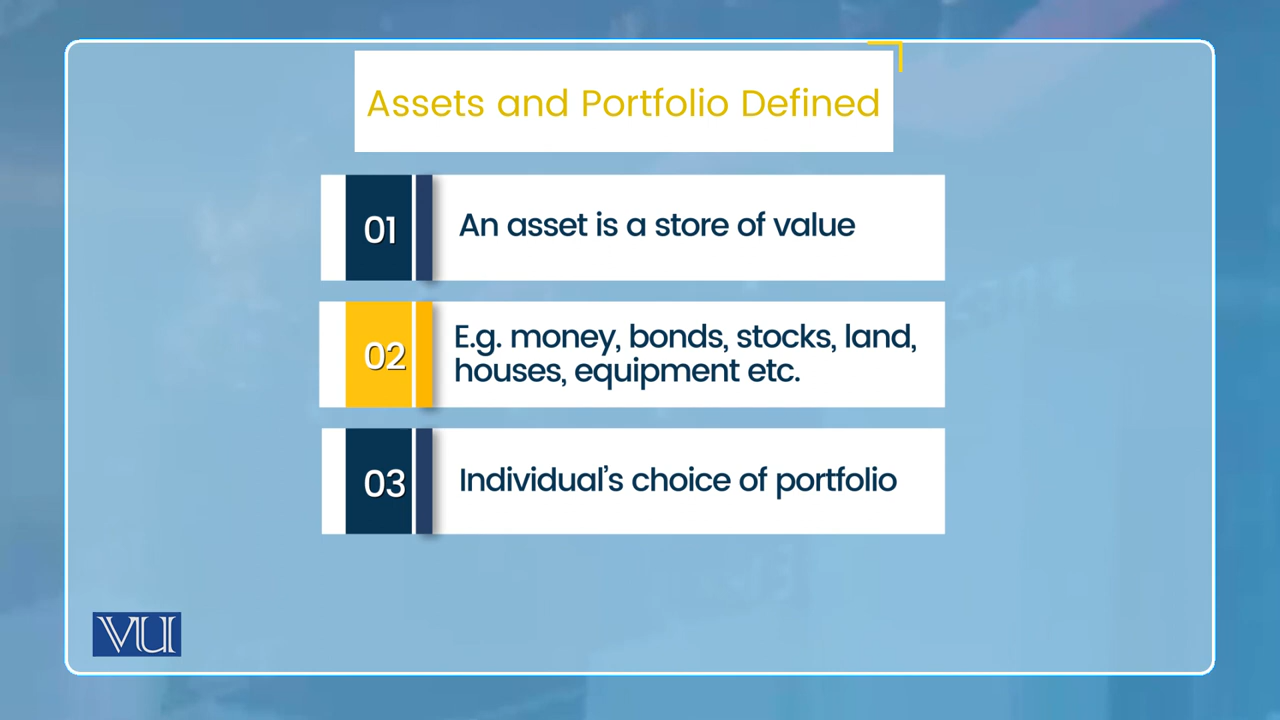 Assets and Portfolio Defined
01
An asset is a store of value
02
E.g. money, bonds, stocks, land,
houses, equipment etc.
03
Individual's choice of portfolio
VU